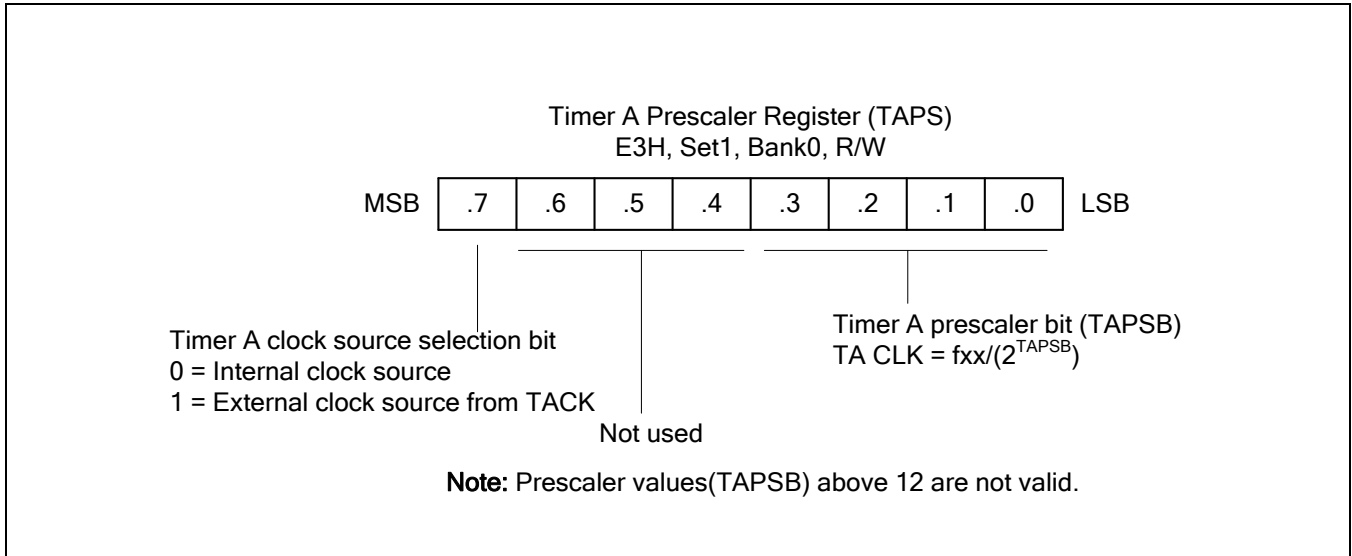 Timer A Prescaler Register (TAPS)
E3H, Set1, Bank0, R/W
MSB .7 .6 .5 .4 .3 .2 .1 .0 LSB
Timer A clock source selection bit
0 = Internal clock source
1 = External clock source from TACK
Not used
Timer A prescaler bit (TAPSB)
TA CLK = fxx/(2^TAPSB)
Note: Prescaler values(TAPSB) above 12 are not valid.